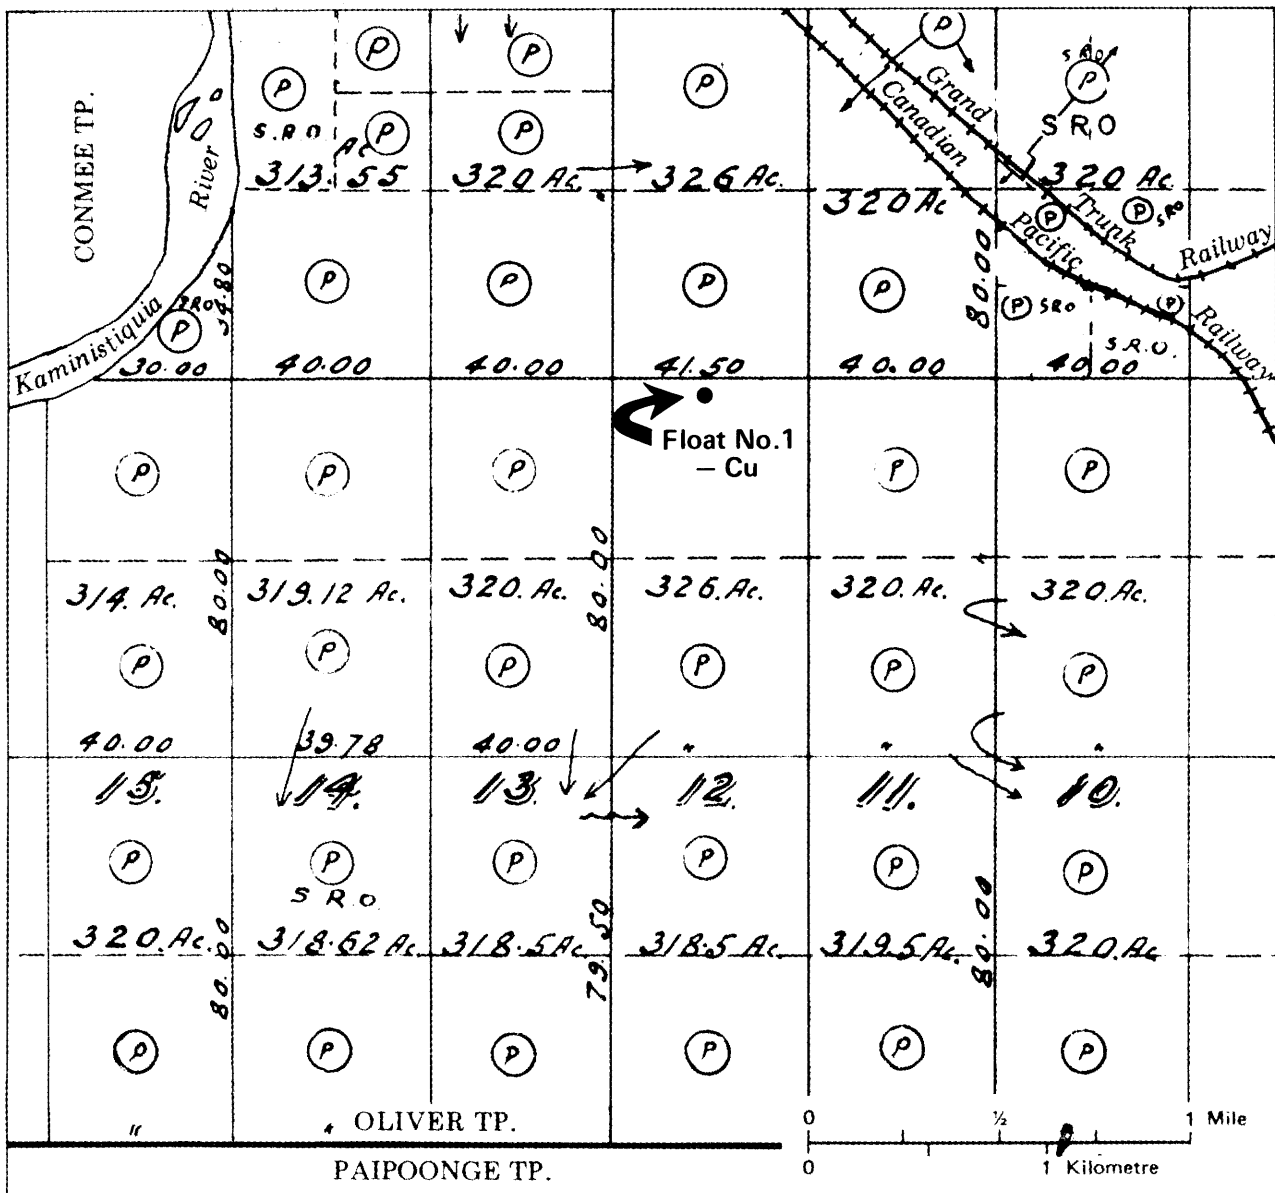 P P P P
CONMEE TP.
P S.R.O
Grand
Canadian
P P P
S.R.O
Ac
S R O
River
313.55 320 Ac. 326 Ac. 320 Ac.
320 Ac
P P SRO
Trunk
Pacific
Railway
34.80
80.00
P P P P
SRO
P
P SRO P
Railway
S.R.O.
Kaministiquia
30.00 40.00 40.00 41.50 40.00 40.00
Float No.1
– Cu
P P P P P
80.00 80.00
314. Ac. 319.12 Ac. 320. Ac. 326. Ac. 320. Ac. 320. Ac.
P P P P P P
40.00 39.78 40.00 " " "
15. 14. 13. 12. 11. 10.
P P P P P P
S R O
320. Ac. 318.62 Ac. 318.5 Ac. 318.5 Ac. 319.5 Ac. 320. Ac.
80.00 79.50 80.00
P P P P P P
" "
OLIVER TP.
0 ½ 1 Mile
PAIPOONGE TP.
0 1 Kilometre